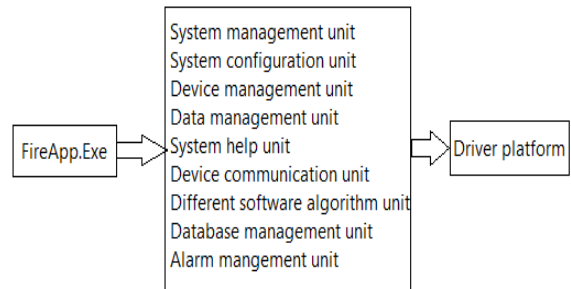 FireApp.Exe
System management unit
System configuration unit
Device management unit
Data management unit
System help unit
Device communication unit
Different software algorithm unit
Database management unit
Alarm mangement unit
Driver platform